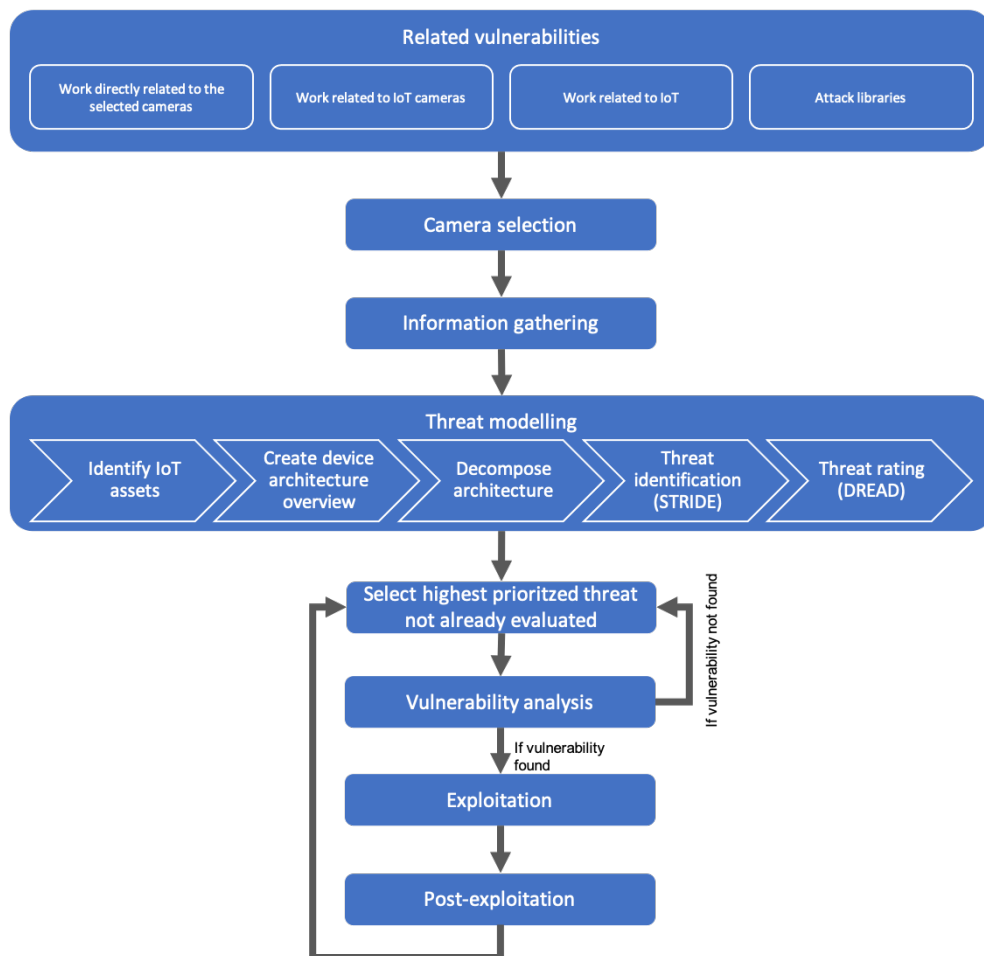 Related vulnerabilities
Work directly related to the
selected cameras
Work related to IoT cameras
Work related to IoT
Attack libraries
Camera selection
Information gathering
Threat modelling
Identify IoT
assets
Create device
architecture
overview
Decompose
architecture
Threat
identification
(STRIDE)
Threat rating
(DREAD)
Select highest prioritzed threat
not already evaluated
If vulnerability not found
Vulnerability analysis
If vulnerability
found
Exploitation
Post-exploitation